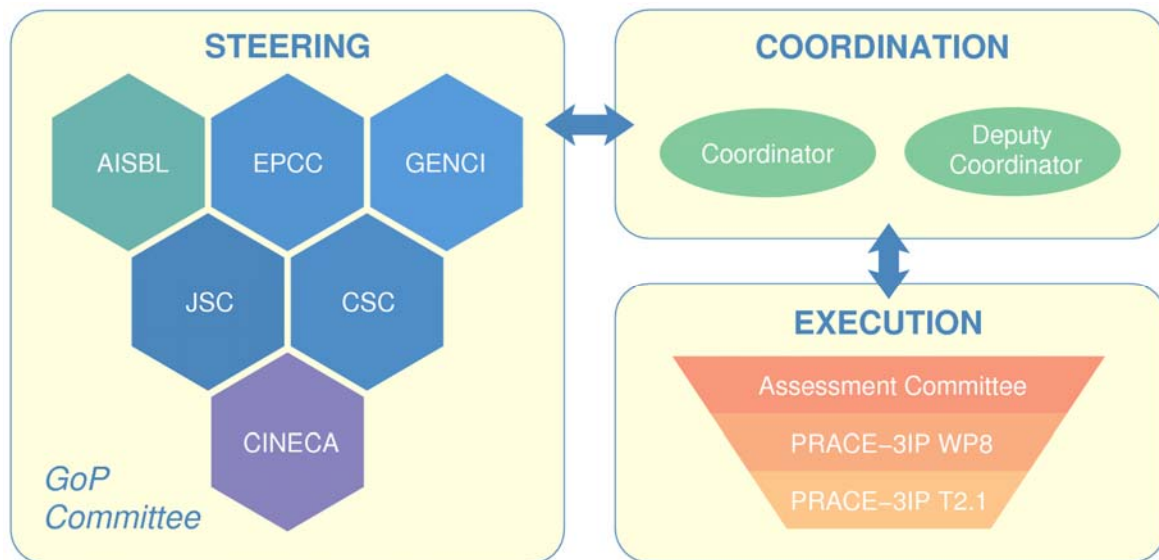 STEERING
AISBL
EPCC
GENCI
JSC
CSC
CINECA
GoP
Committee
COORDINATION
Coordinator
Deputy
Coordinator
EXECUTION
Assessment Committee
PRACE–3IP WP8
PRACE–3IP T2.1